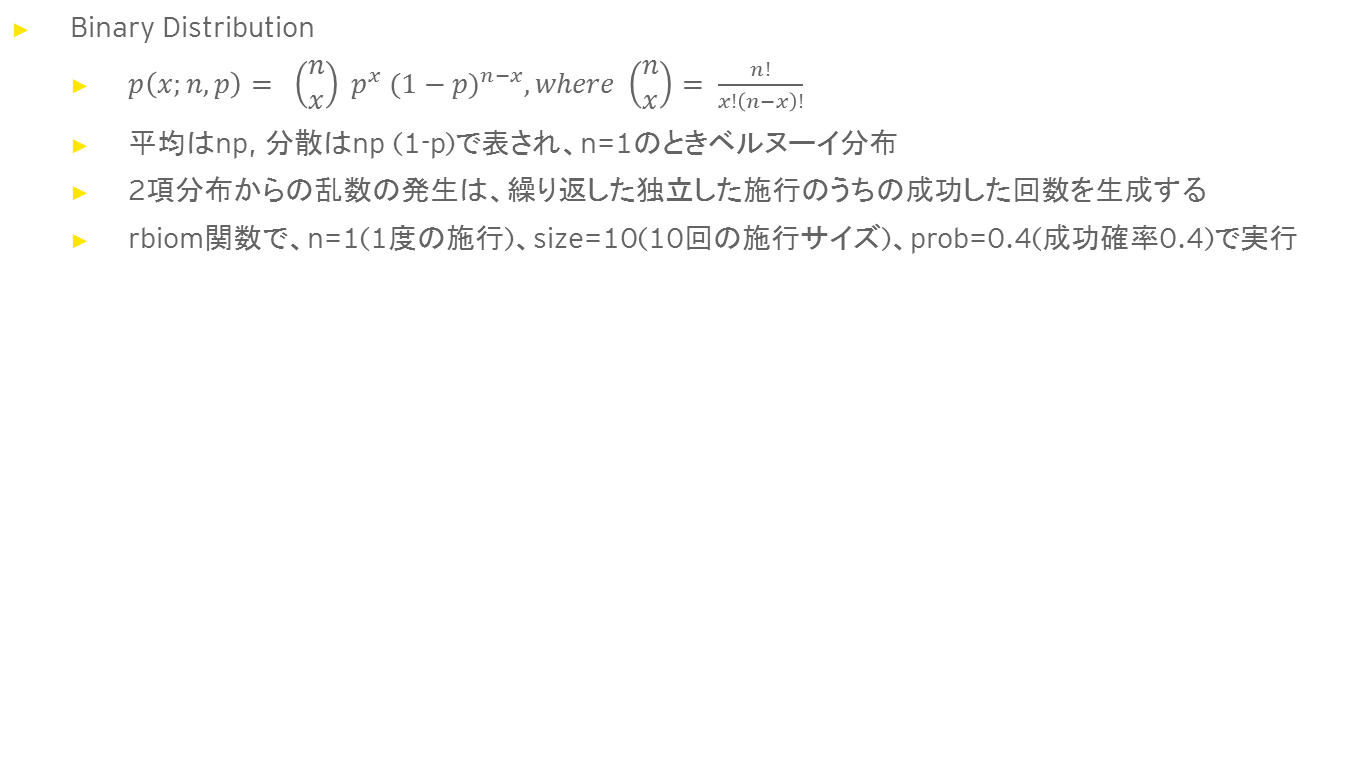 ► Binary Distribution
► p(x; n, p) = (n x) p^x (1 − p)^{n−x}, where (n x) = n! / x!(n−x)!
► 平均はnp, 分散はnp (1-p)で表され、n=1のときベルヌーイ分布
► 2項分布からの乱数の発生は、繰り返した独立した施行のうちの成功した回数を生成する
► rbiom関数で、n=1(1度の施行)、size=10(10回の施行サイズ)、prob=0.4(成功確率0.4)で実行